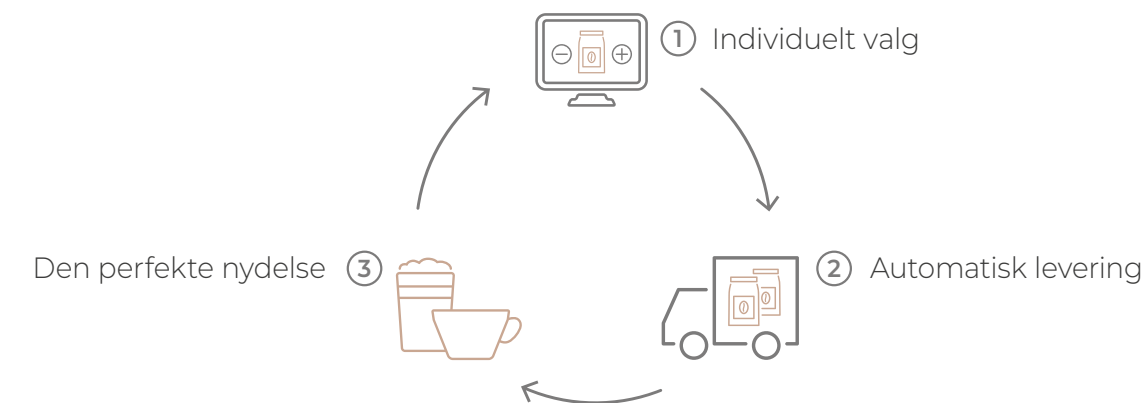 1 Individuelt valg
2 Automatisk levering
Den perfekte nydelse 3